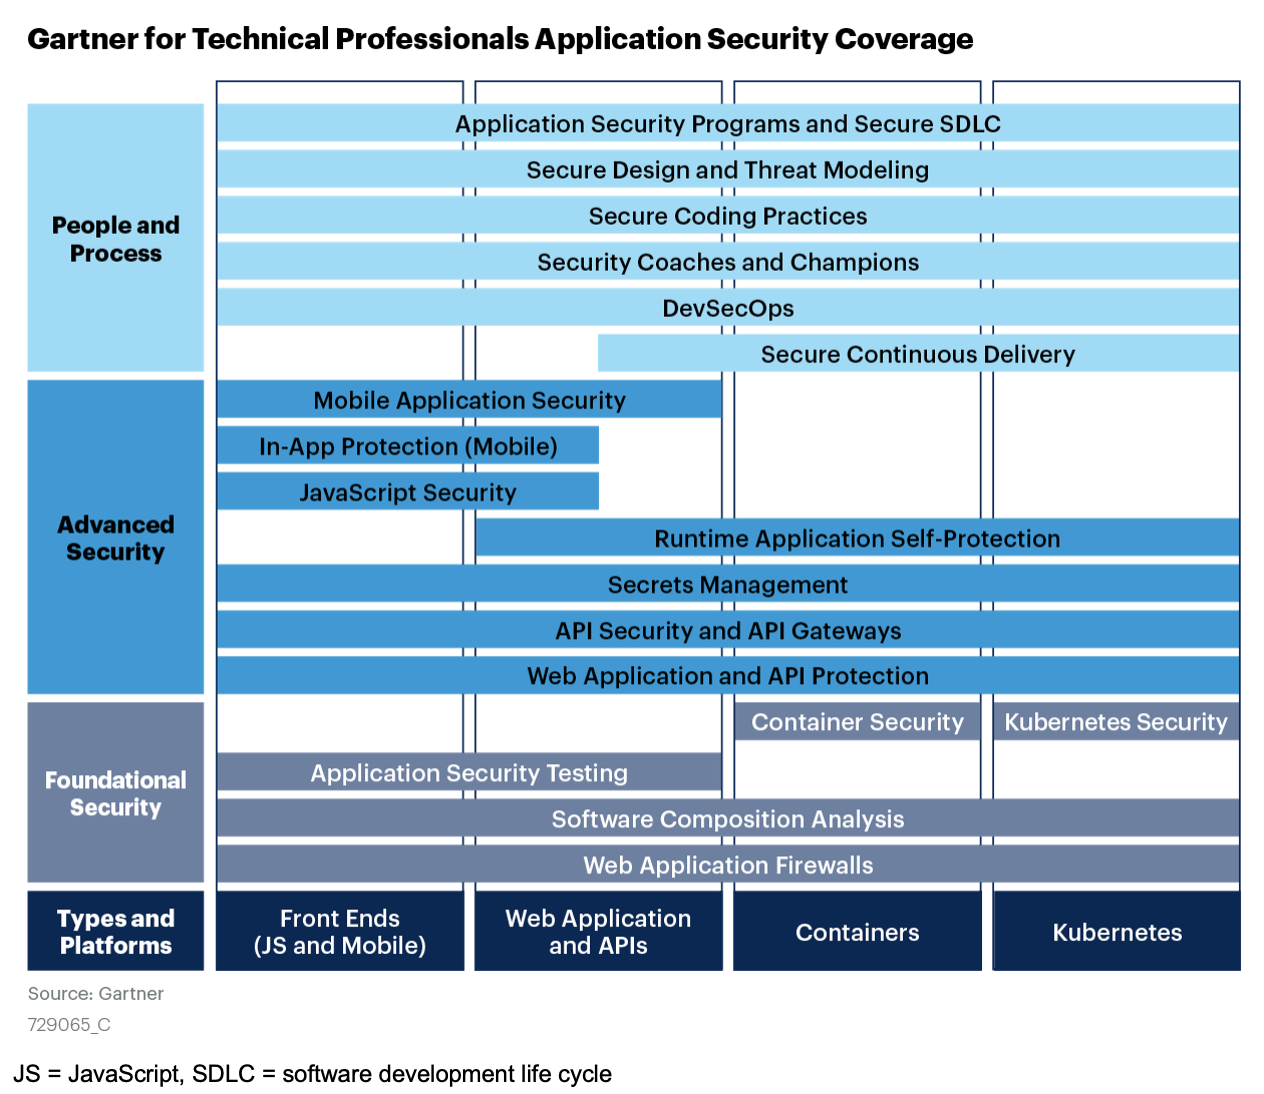 Gartner for Technical Professionals Application Security Coverage
People and
Process
Application Security Programs and Secure SDLC
Secure Design and Threat Modeling
Secure Coding Practices
Security Coaches and Champions
DevSecOps
Secure Continuous Delivery
Advanced
Security
Mobile Application Security
In-App Protection (Mobile)
JavaScript Security
Runtime Application Self-Protection
Secrets Management
API Security and API Gateways
Web Application and API Protection
Foundational
Security
Container Security
Kubernetes Security
Application Security Testing
Software Composition Analysis
Web Application Firewalls
Types and
Platforms
Front Ends
(JS and Mobile)
Web Application
and APIs
Containers
Kubernetes
Source: Gartner
729065_C
JS = JavaScript, SDLC = software development life cycle